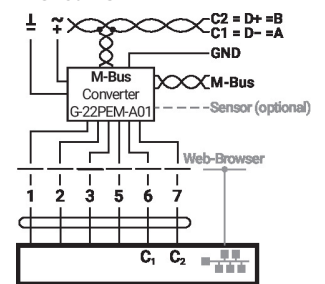 C2 = D+ =B
C1 = D− =A
GND
M-Bus
Converter
G-22PEM-A01
M-Bus
Sensor (optional)
Web-Browser
1 2 3 5 6 7
C₁ C₂